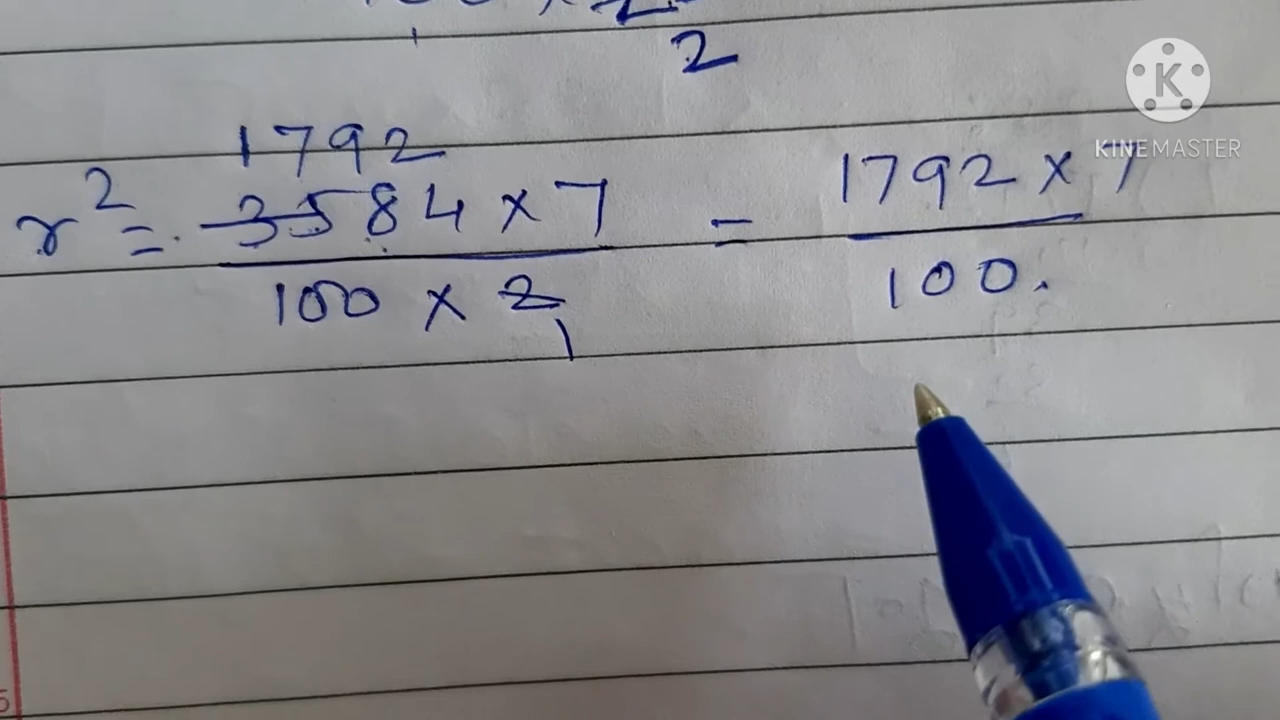 2
1792
r² = 3584 × 7 = 1792 × 7
100 × 2 100.
1
K
KINEMASTER